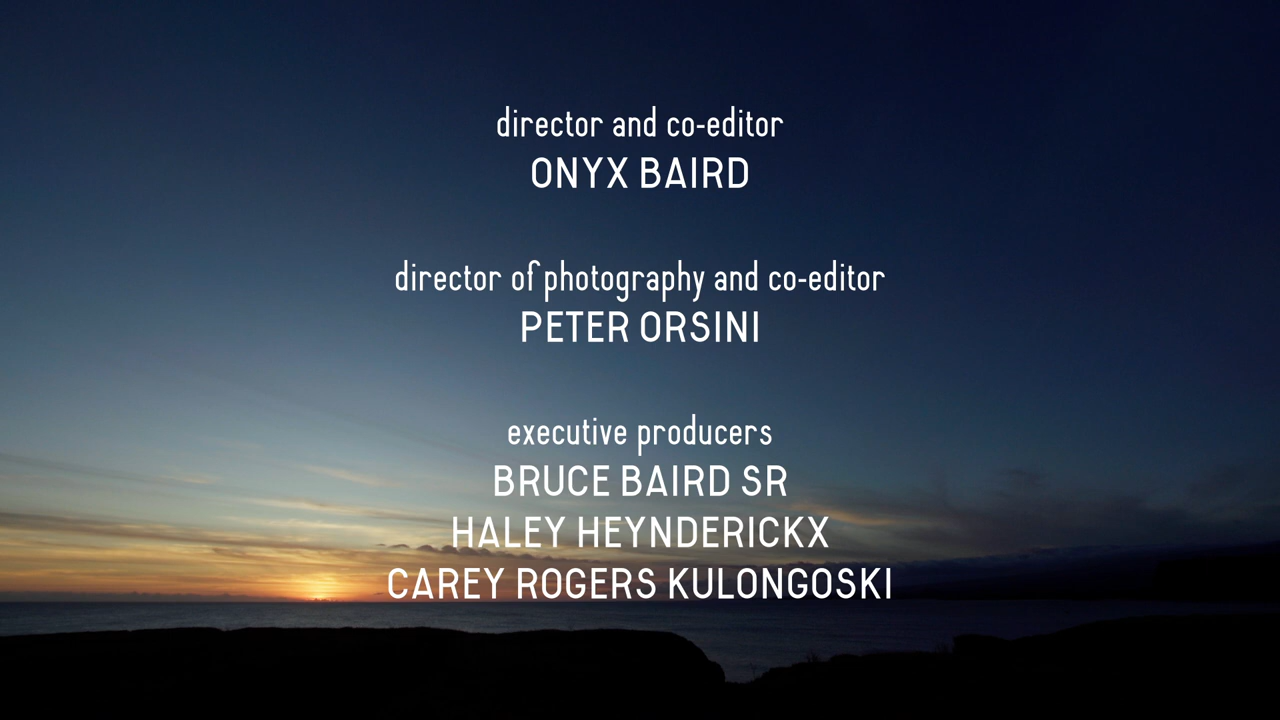 director and co-editor
ONYX BAIRD
director of photography and co-editor
PETER ORSINI
executive producers
BRUCE BAIRD SR
HALEY HEYNDERICKX
CAREY ROGERS KULONGOSKI